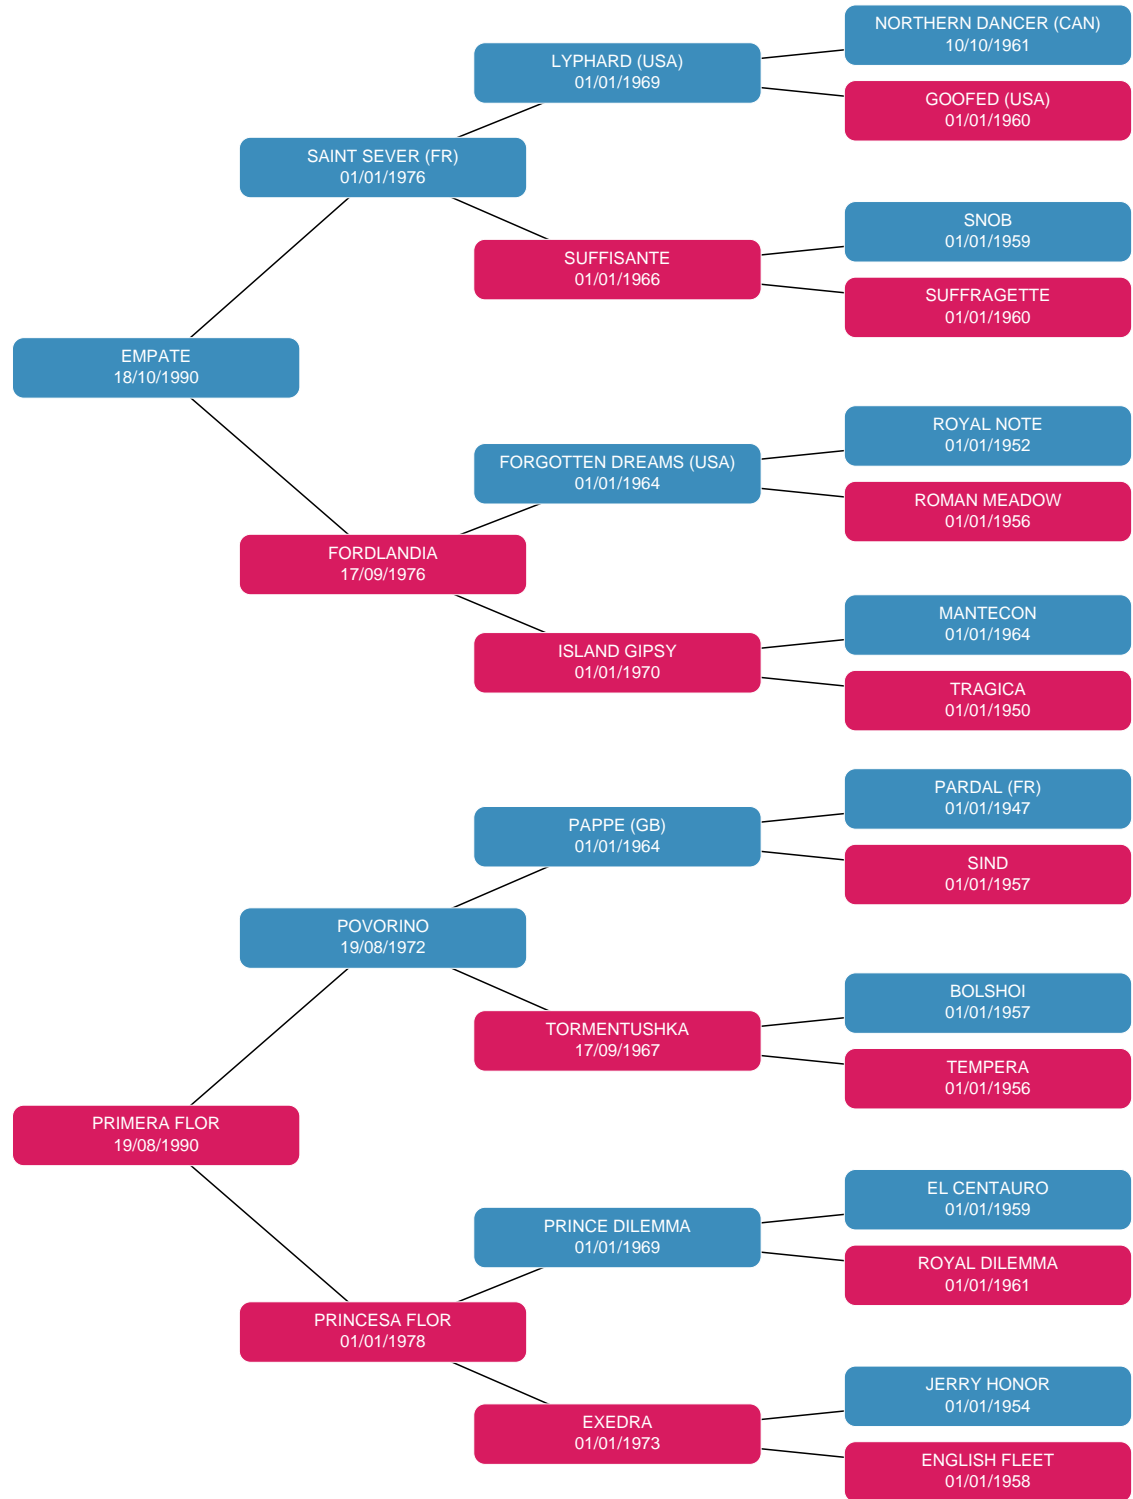 NORTHERN DANCER (CAN)
10/10/1961
LYPHARD (USA)
01/01/1969
GOOFED (USA)
01/01/1960
SAINT SEVER (FR)
01/01/1976
SNOB
01/01/1959
SUFFISANTE
01/01/1966
SUFFRAGETTE
01/01/1960
EMPATE
18/10/1990
ROYAL NOTE
01/01/1952
FORGOTTEN DREAMS (USA)
01/01/1964
ROMAN MEADOW
01/01/1956
FORDLANDIA
17/09/1976
MANTECON
01/01/1964
ISLAND GIPSY
01/01/1970
TRAGICA
01/01/1950
PARDAL (FR)
01/01/1947
PAPPE (GB)
01/01/1964
SIND
01/01/1957
POVORINO
19/08/1972
BOLSHOI
01/01/1957
TORMENTUSHKA
17/09/1967
TEMPERA
01/01/1956
PRIMERA FLOR
19/08/1990
EL CENTAURO
01/01/1959
PRINCE DILEMMA
01/01/1969
ROYAL DILEMMA
01/01/1961
PRINCESA FLOR
01/01/1978
JERRY HONOR
01/01/1954
EXEDRA
01/01/1973
ENGLISH FLEET
01/01/1958